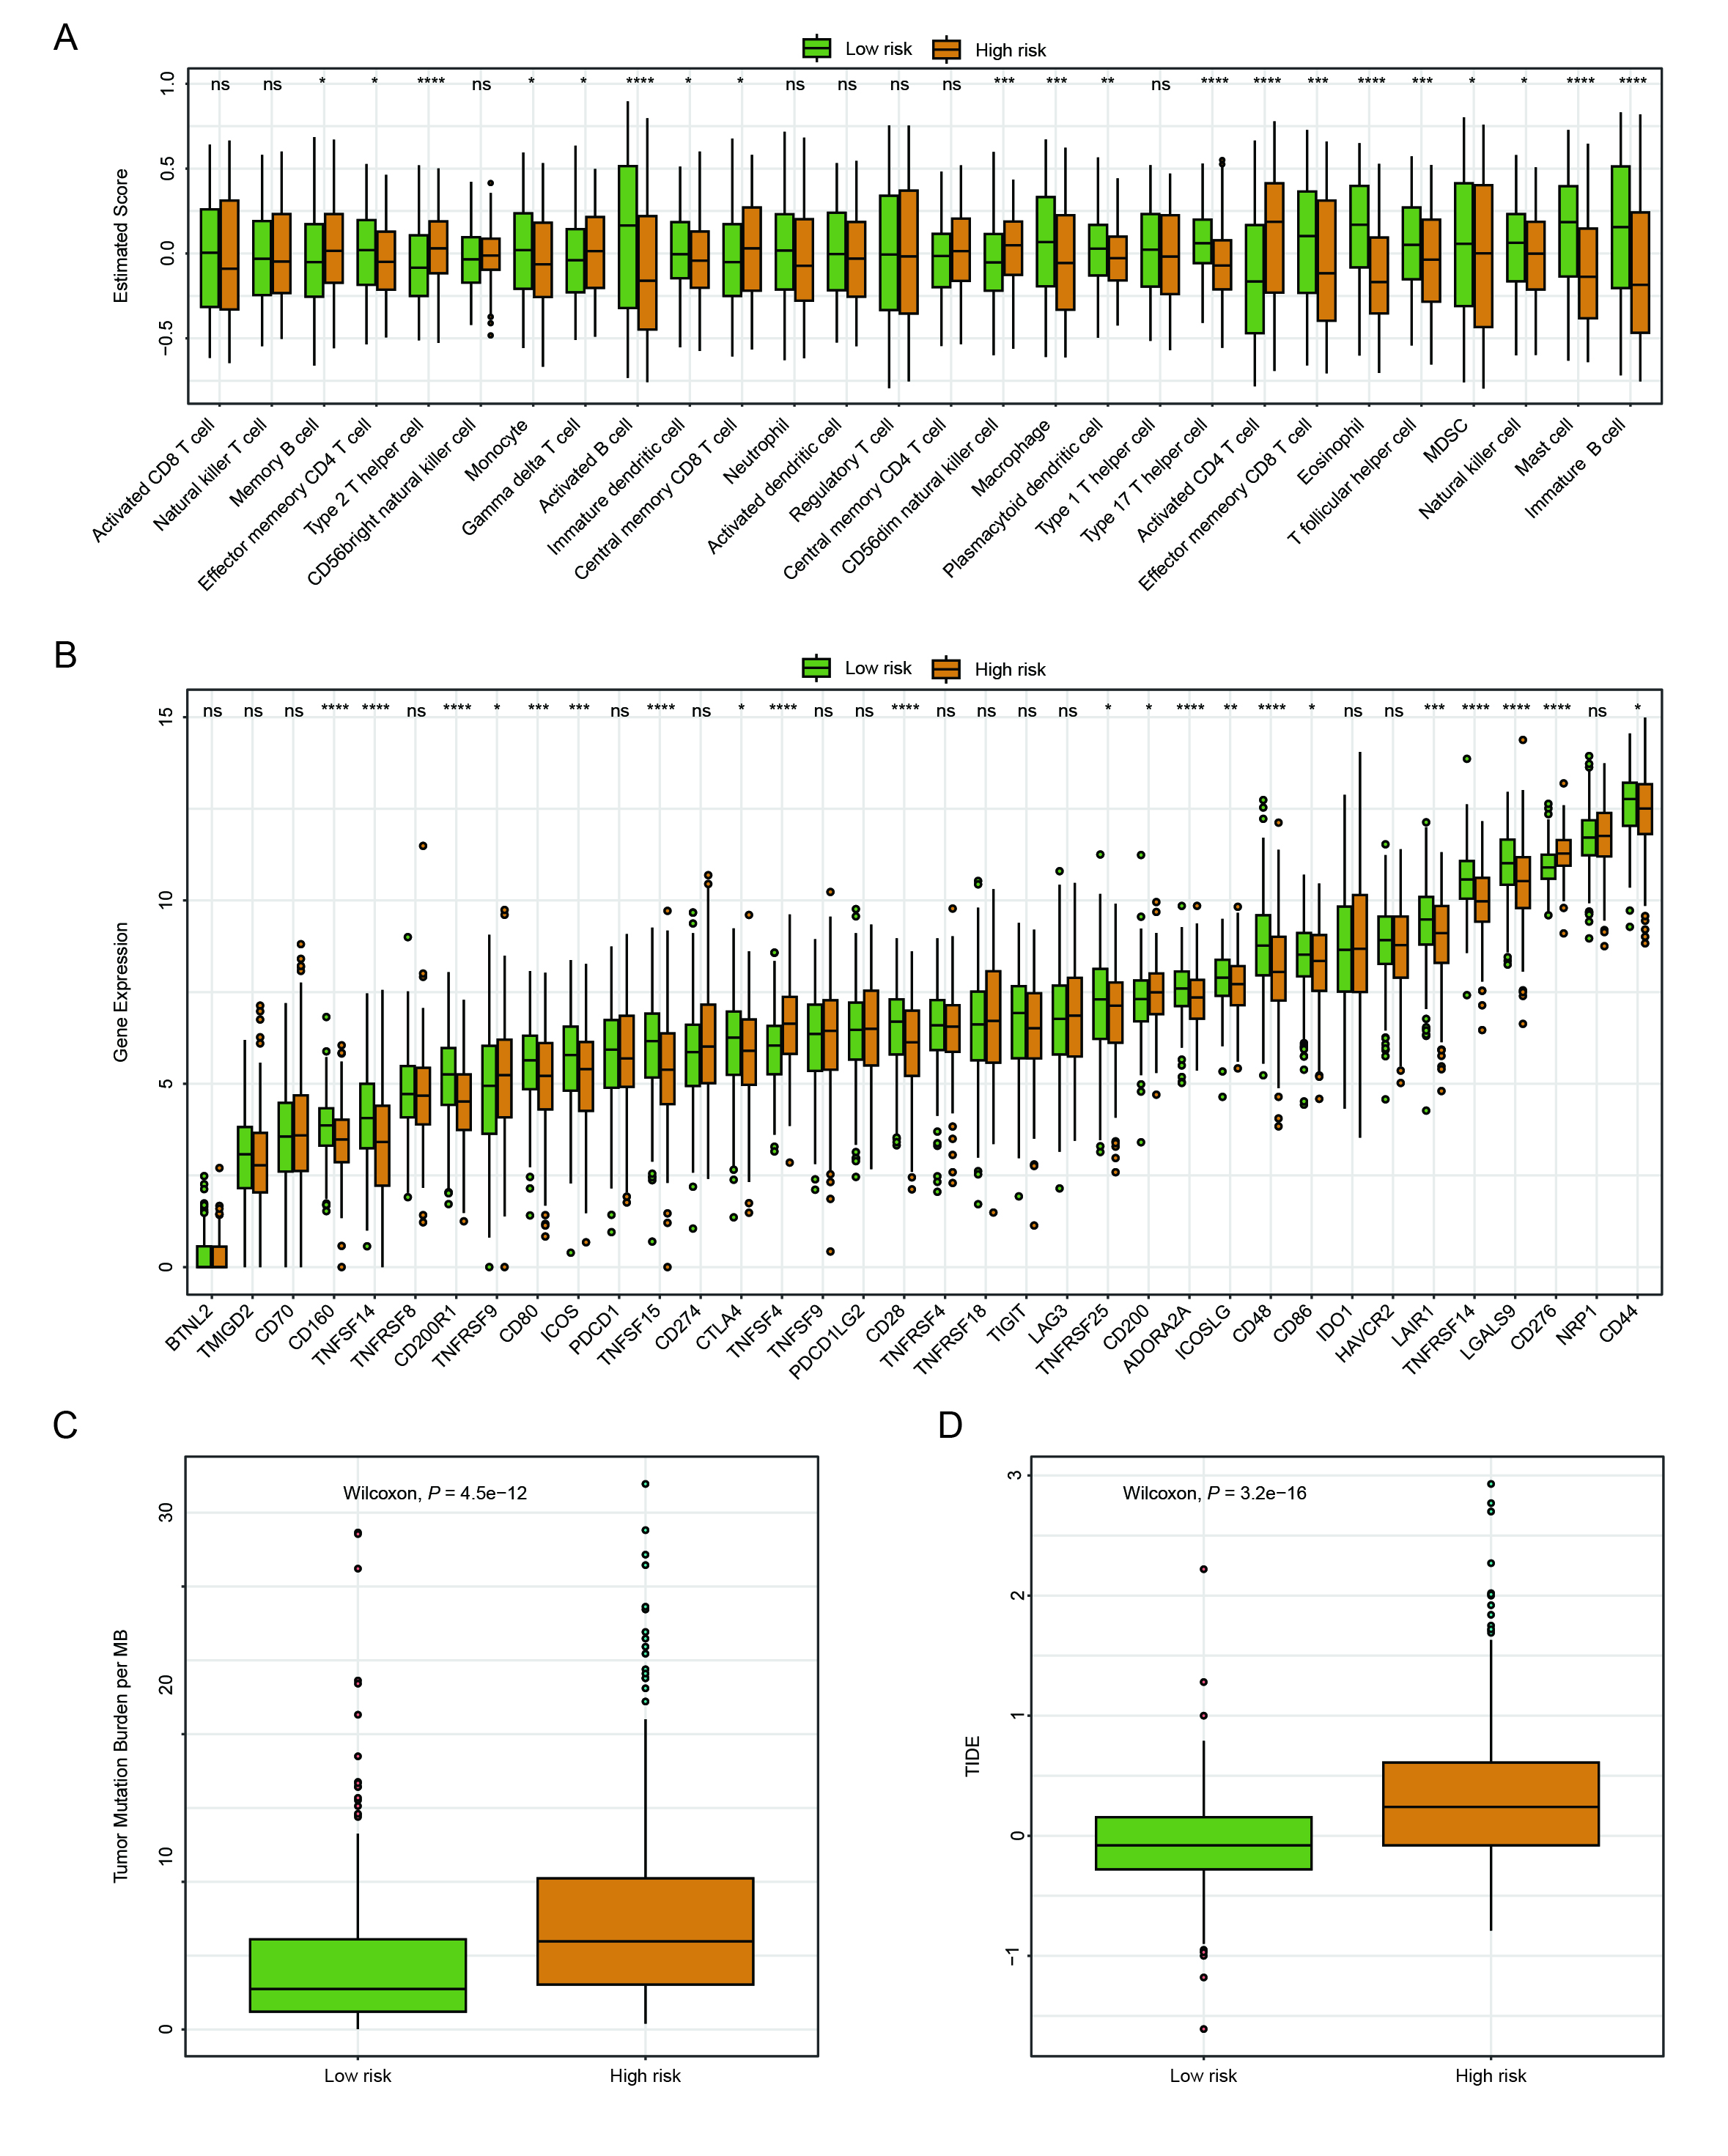 A
Low risk High risk
ns ns * * **** ns * * **** * * ns ns ns ns *** *** ** ns **** **** *** **** *** * * **** ****
Estimated Score
1.0
0.5
0.0
−0.5
Activated CD8 T cell
Natural killer T cell
Memory B cell
Effector memeory CD4 T cell
Type 2 T helper cell
CD56bright natural killer cell
Monocyte
Gamma delta T cell
Activated B cell
Immature dendritic cell
Central memory CD8 T cell
Neutrophil
Activated dendritic cell
Regulatory T cell
Central memory CD4 T cell
CD56dim natural killer cell
Macrophage
Plasmacytoid dendritic cell
Type 1 T helper cell
Type 17 T helper cell
Activated CD4 T cell
Effector memeory CD8 T cell
Eosinophil
T follicular helper cell
MDSC
Natural killer cell
Mast cell
Immature B cell
B
Low risk High risk
ns ns ns **** **** ns **** * *** *** ns **** ns * **** ns ns **** ns ns ns ns * * **** ** **** * ns ns *** **** **** **** ns *
Gene Expression
15
10
5
0
BTNL2
TMIGD2
CD70
CD160
TNFSF14
TNFRSF8
CD200R1
TNFRSF9
CD80
ICOS
PDCD1
TNFSF15
CD274
CTLA4
TNFSF4
TNFSF9
PDCD1LG2
CD28
TNFRSF4
TNFRSF18
TIGIT
LAG3
TNFRSF25
CD200
ADORA2A
ICOSLG
CD48
CD86
IDO1
HAVCR2
LAIR1
TNFRSF14
LGALS9
CD276
NRP1
CD44
C
Wilcoxon, P = 4.5e−12
Tumor Mutation Burden per MB
30
20
10
0
Low risk High risk
D
Wilcoxon, P = 3.2e−16
TIDE
3
2
1
0
−1
Low risk High risk